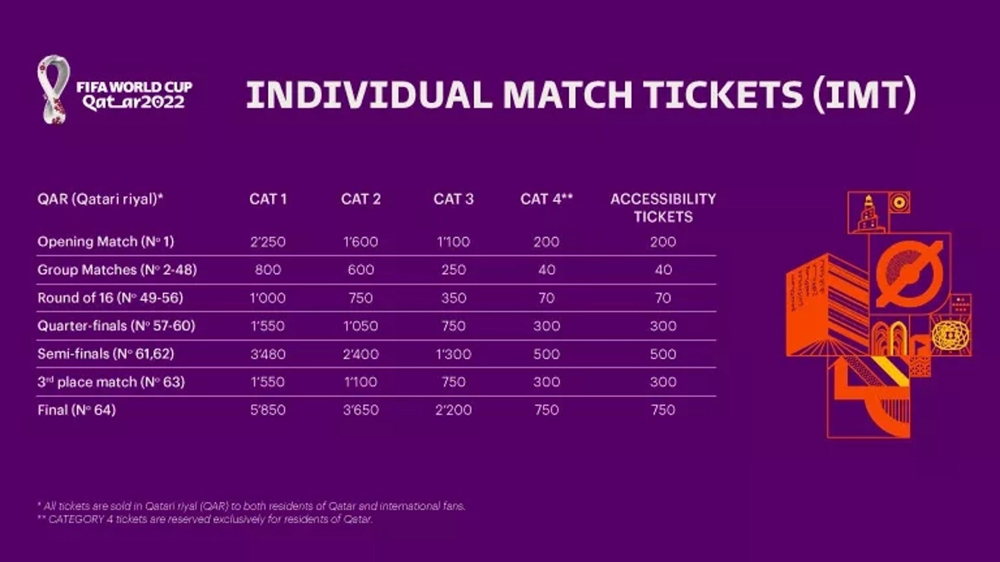 FIFA WORLD CUP
Qatar2022
INDIVIDUAL MATCH TICKETS (IMT)
QAR (Qatari riyal)* CAT 1 CAT 2 CAT 3 CAT 4** ACCESSIBILITY
TICKETS
Opening Match (Nº 1) 2'250 1'600 1'100 200 200
Group Matches (Nº 2-48) 800 600 250 40 40
Round of 16 (Nº 49-56) 1'000 750 350 70 70
Quarter-finals (Nº 57-60) 1'550 1'050 750 300 300
Semi-finals (Nº 61,62) 3'480 2'400 1'300 500 500
3rd place match (Nº 63) 1'550 1'100 750 300 300
Final (Nº 64) 5'850 3'650 2'200 750 750
* All tickets are sold in Qatari riyal (QAR) to both residents of Qatar and international fans.
** CATEGORY 4 tickets are reserved exclusively for residents of Qatar.